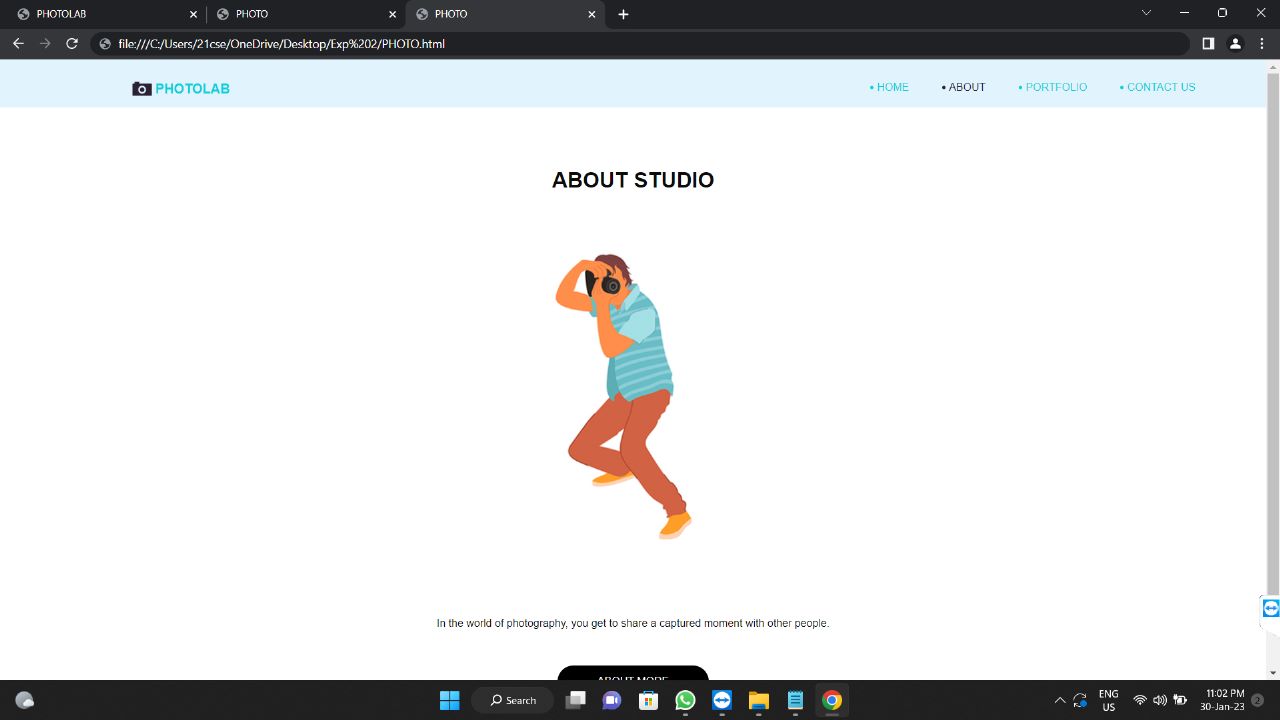 PHOTOLAB
PHOTO
PHOTO
file:///C:/Users/21cse/OneDrive/Desktop/Exp%202/PHOTO.html
PHOTOLAB
• HOME • ABOUT • PORTFOLIO • CONTACT US
ABOUT STUDIO
In the world of photography, you get to share a captured moment with other people.
ABOUT MORE
Search
ENG
US
11:02 PM
30-Jan-23
2